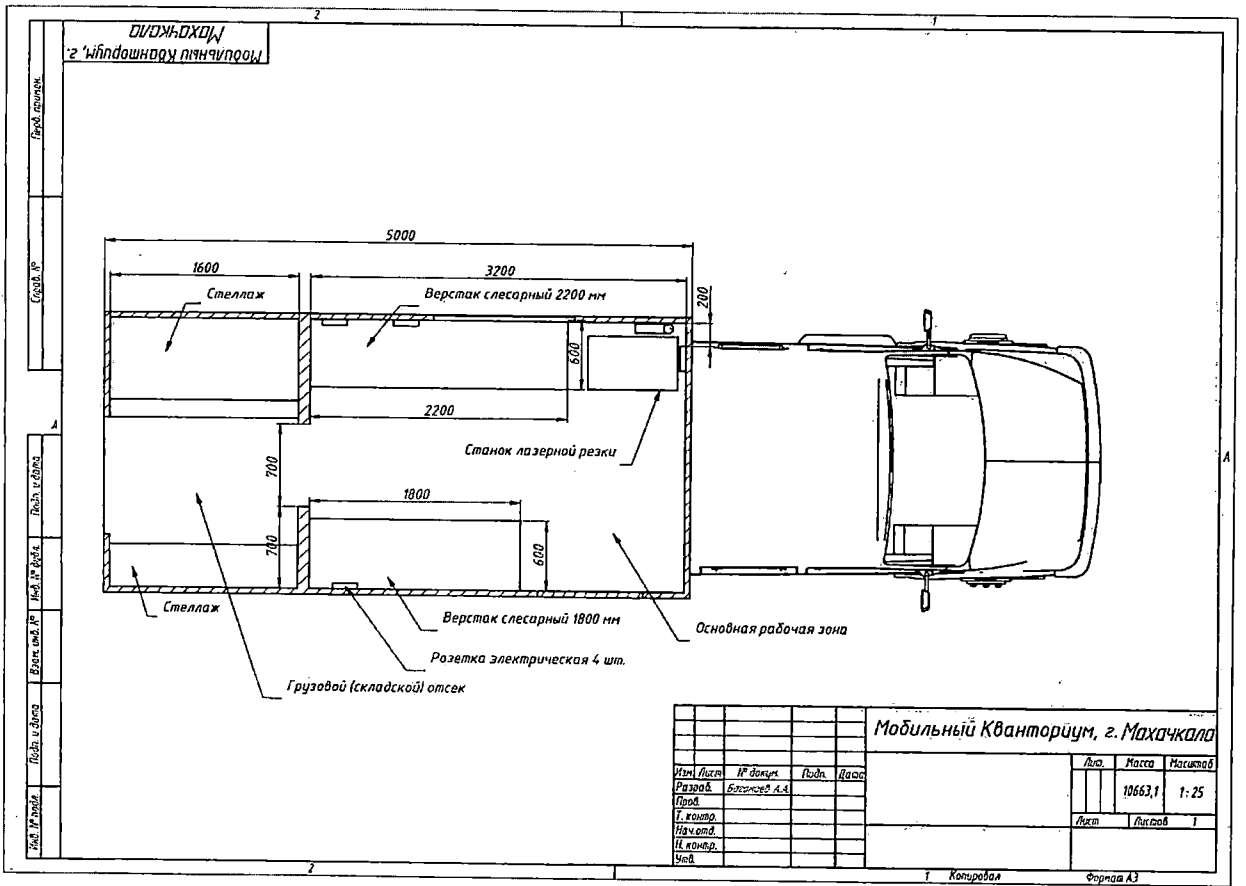 2
1
Мобильный Кванториум, г.
Махачкала
Перв. примен.
Справ. №
Подп. и дата
Инв. № дубл.
Взам. инв. №
Подп. и дата
Инв. № подл.
А
А
5000
1600
3200
200
Стеллаж
Верстак слесарный 2200 мм
600
2200
Станок лазерной резки
700
1800
700
600
Стеллаж
Верстак слесарный 1800 мм
Основная рабочая зона
Розетка электрическая 4 шт.
Грузовой (складской) отсек
Мобильный Кванториум, г. Махачкала
Изм. Лист № докум. Подп. Дата
Разраб.
Пров.
Т. контр.
Нач.отд.
Н. контр.
Утв.
Лит. Масса Масштаб
10663,1 1:25
Лист Листов 1
2
1 Копировал Формат А3